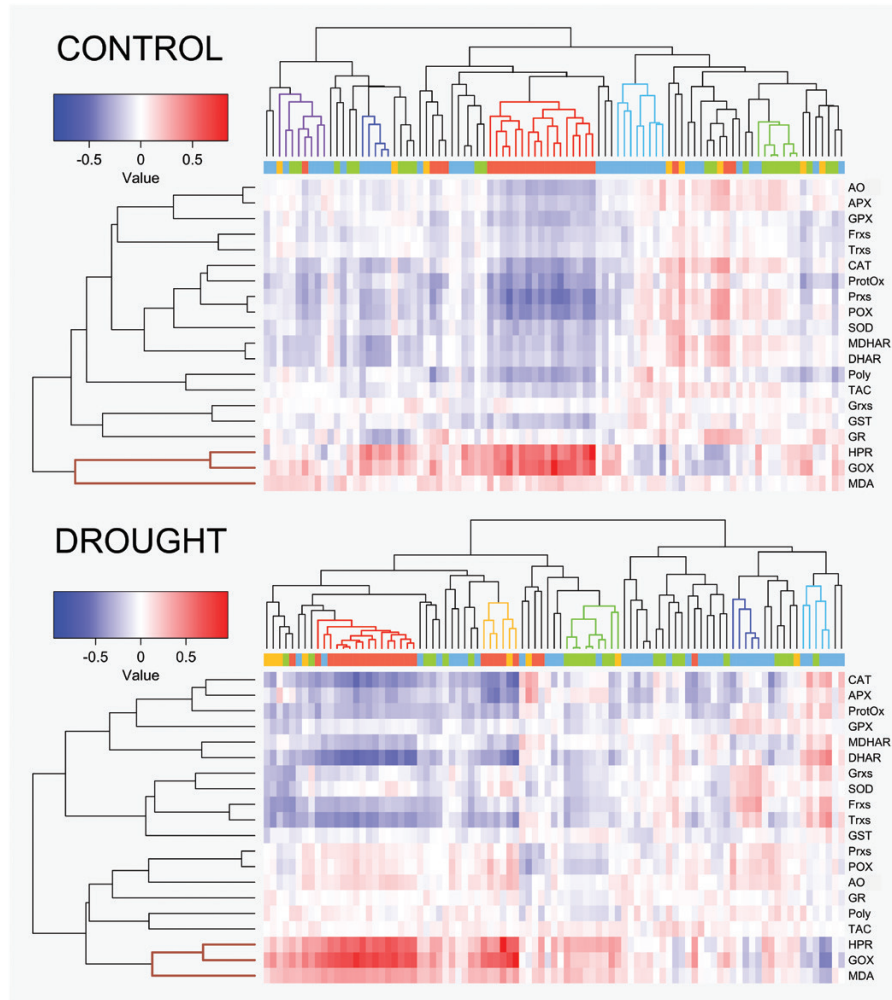 CONTROL
-0.5 0 0.5
Value
AO
APX
GPX
Frxs
Trxs
CAT
ProtOx
Prxs
POX
SOD
MDHAR
DHAR
Poly
TAC
Grxs
GST
GR
HPR
GOX
MDA
DROUGHT
-0.5 0 0.5
Value
CAT
APX
ProtOx
GPX
MDHAR
DHAR
Grxs
SOD
Frxs
Trxs
GST
Prxs
POX
AO
GR
Poly
TAC
HPR
GOX
MDA